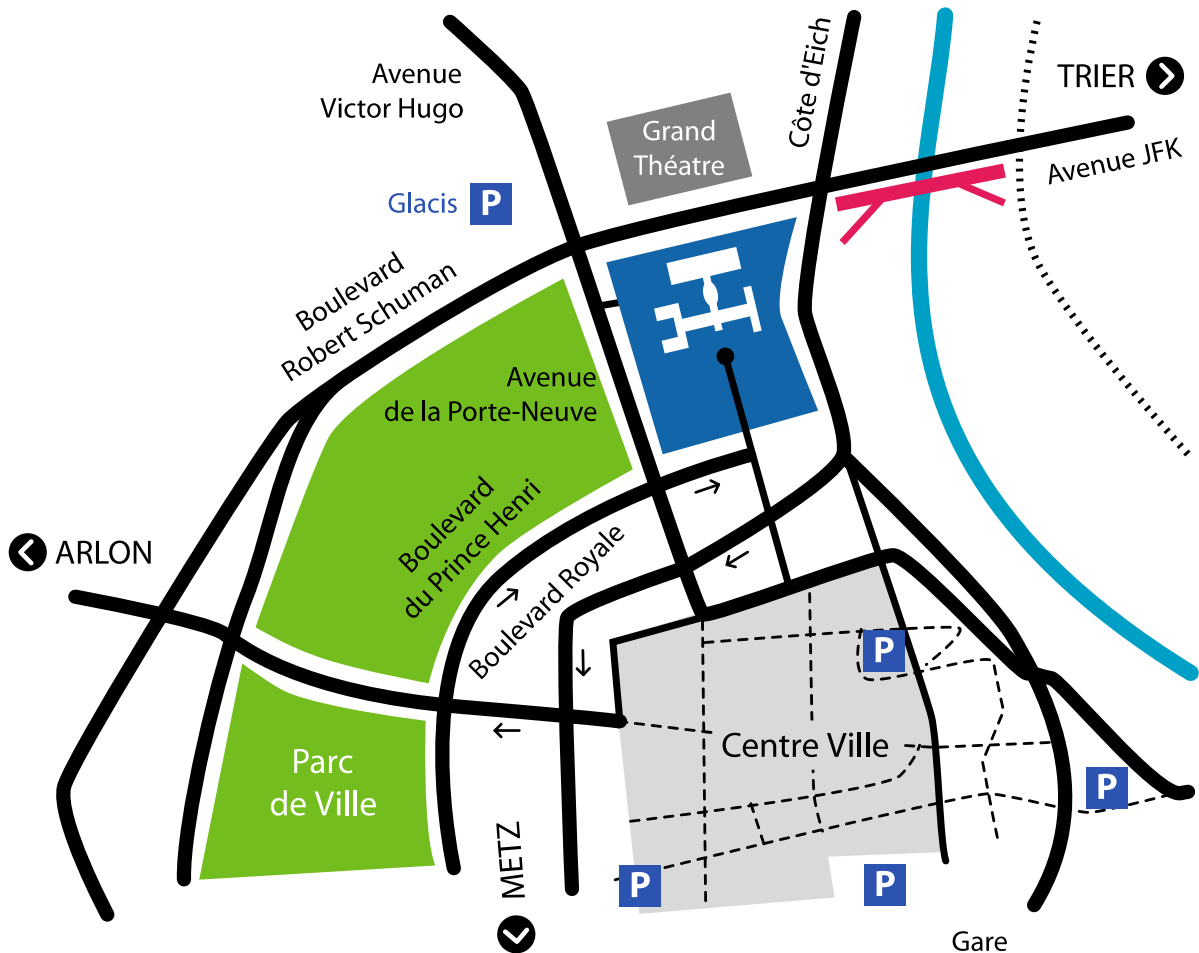 Avenue
Victor Hugo
Côte d'Eich
TRIER
Grand
Théatre
Avenue JFK
Glacis P
Boulevard
Robert Schuman
Avenue
de la Porte-Neuve
Boulevard
du Prince Henri
Boulevard Royale
ARLON
P
Centre Ville
Parc
de Ville
P
METZ
P
P
Gare